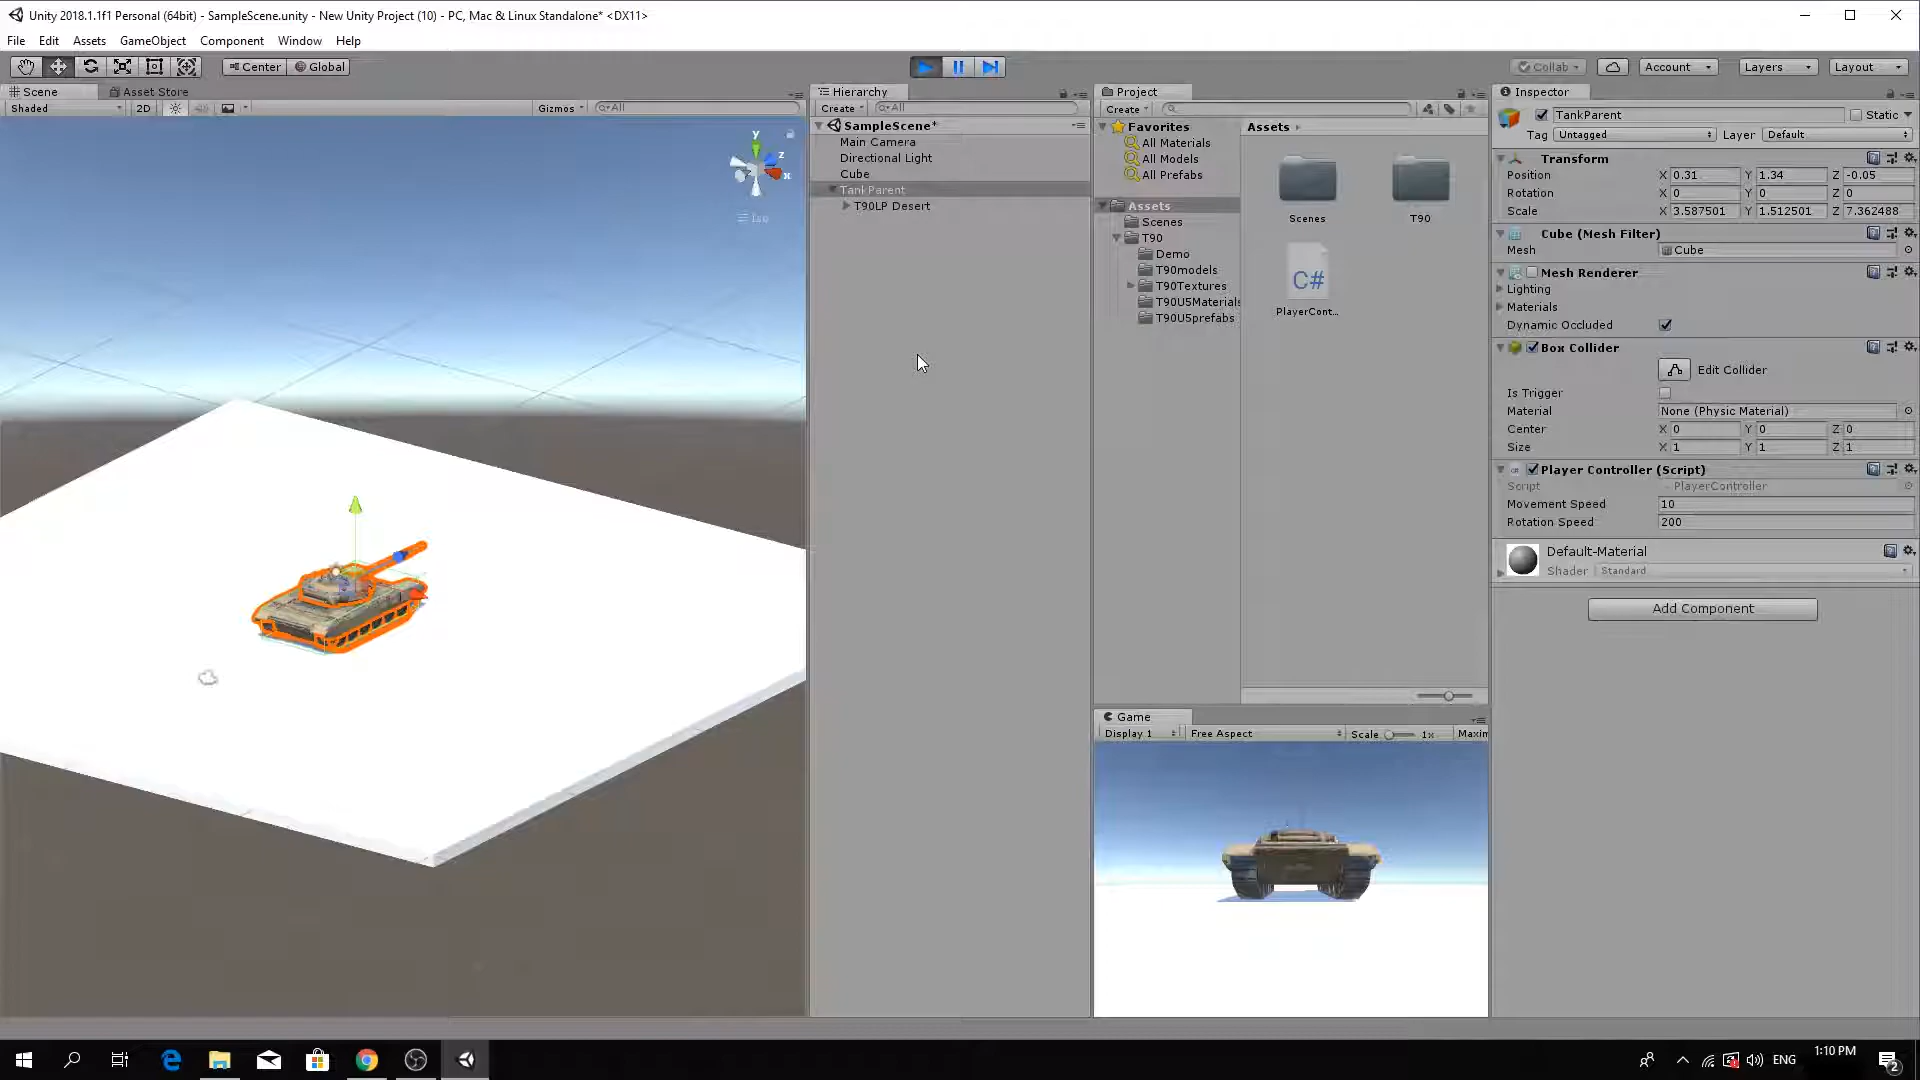 Unity 2018.1.1f1 Personal (64bit) - SampleScene.unity - New Unity Project (10) - PC, Mac & Linux Standalone* <DX11>
File Edit Assets GameObject Component Window Help
Center Global
Collab Account Layers Layout
Scene Asset Store
Shaded 2D Gizmos All
y
z
x
Iso
Hierarchy
Create All
SampleScene*
Main Camera
Directional Light
Cube
TankParent
T90LP Desert
Project
Create
Favorites
All Materials
All Models
All Prefabs
Assets
Scenes
T90
Demo
T90models
T90Textures
T90U5Materials
T90U5prefabs
Assets
Scenes T90
C#
PlayerCont...
Game
Display 1 Free Aspect Scale 1x Maxim
Inspector
TankParent Static
Tag Untagged Layer Default
Transform
Position X 0.31 Y 1.34 Z -0.05
Rotation X 0 Y 0 Z 0
Scale X 3.587501 Y 1.512501 Z 7.362488
Cube (Mesh Filter)
Mesh Cube
Mesh Renderer
Lighting
Materials
Dynamic Occluded
Box Collider
Edit Collider
Is Trigger
Material None (Physic Material)
Center X 0 Y 0 Z 0
Size X 1 Y 1 Z 1
Player Controller (Script)
Script PlayerController
Movement Speed 10
Rotation Speed 200
Default-Material
Shader Standard
Add Component
ENG 1:10 PM 2